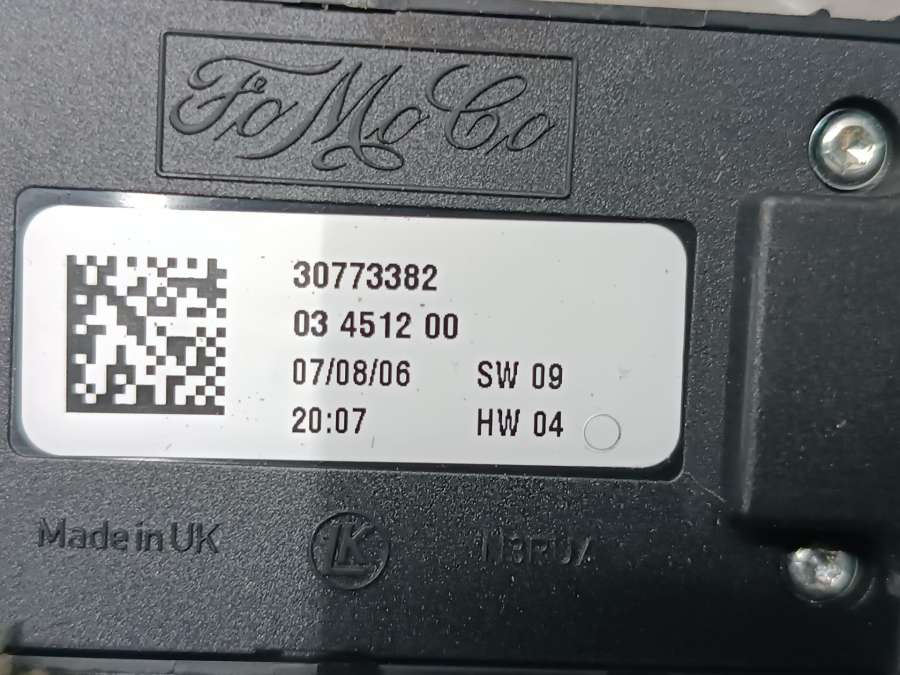 FoMoCo
30773382
03 4512 00
07/08/06 SW 09
20:07 HW 04
Made in UK
LK